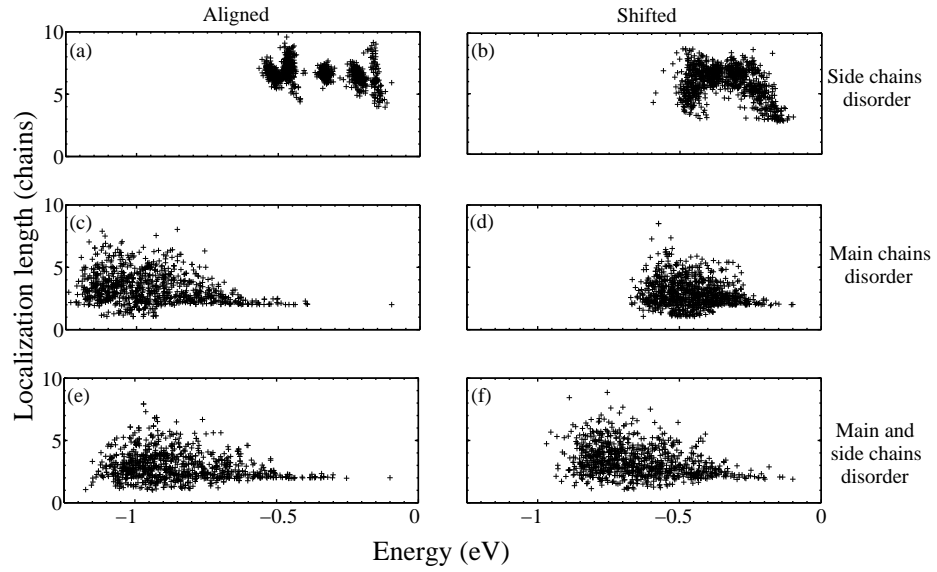 Aligned
Shifted
Localization length (chains)
10
5
0
(a)
(b)
Side chains
disorder
10
5
0
(c)
(d)
Main chains
disorder
10
5
0
(e)
(f)
Main and
side chains
disorder
−1
−0.5
0
−1
−0.5
0
Energy (eV)